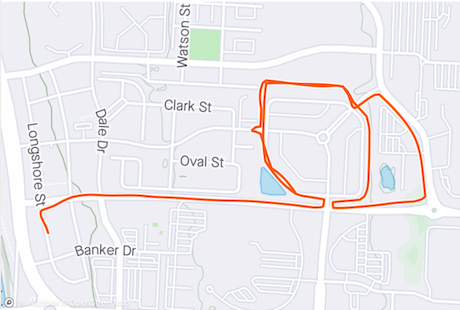 Watson St
Clark St
Dale Dr
Longshore St
Oval St
Banker Dr